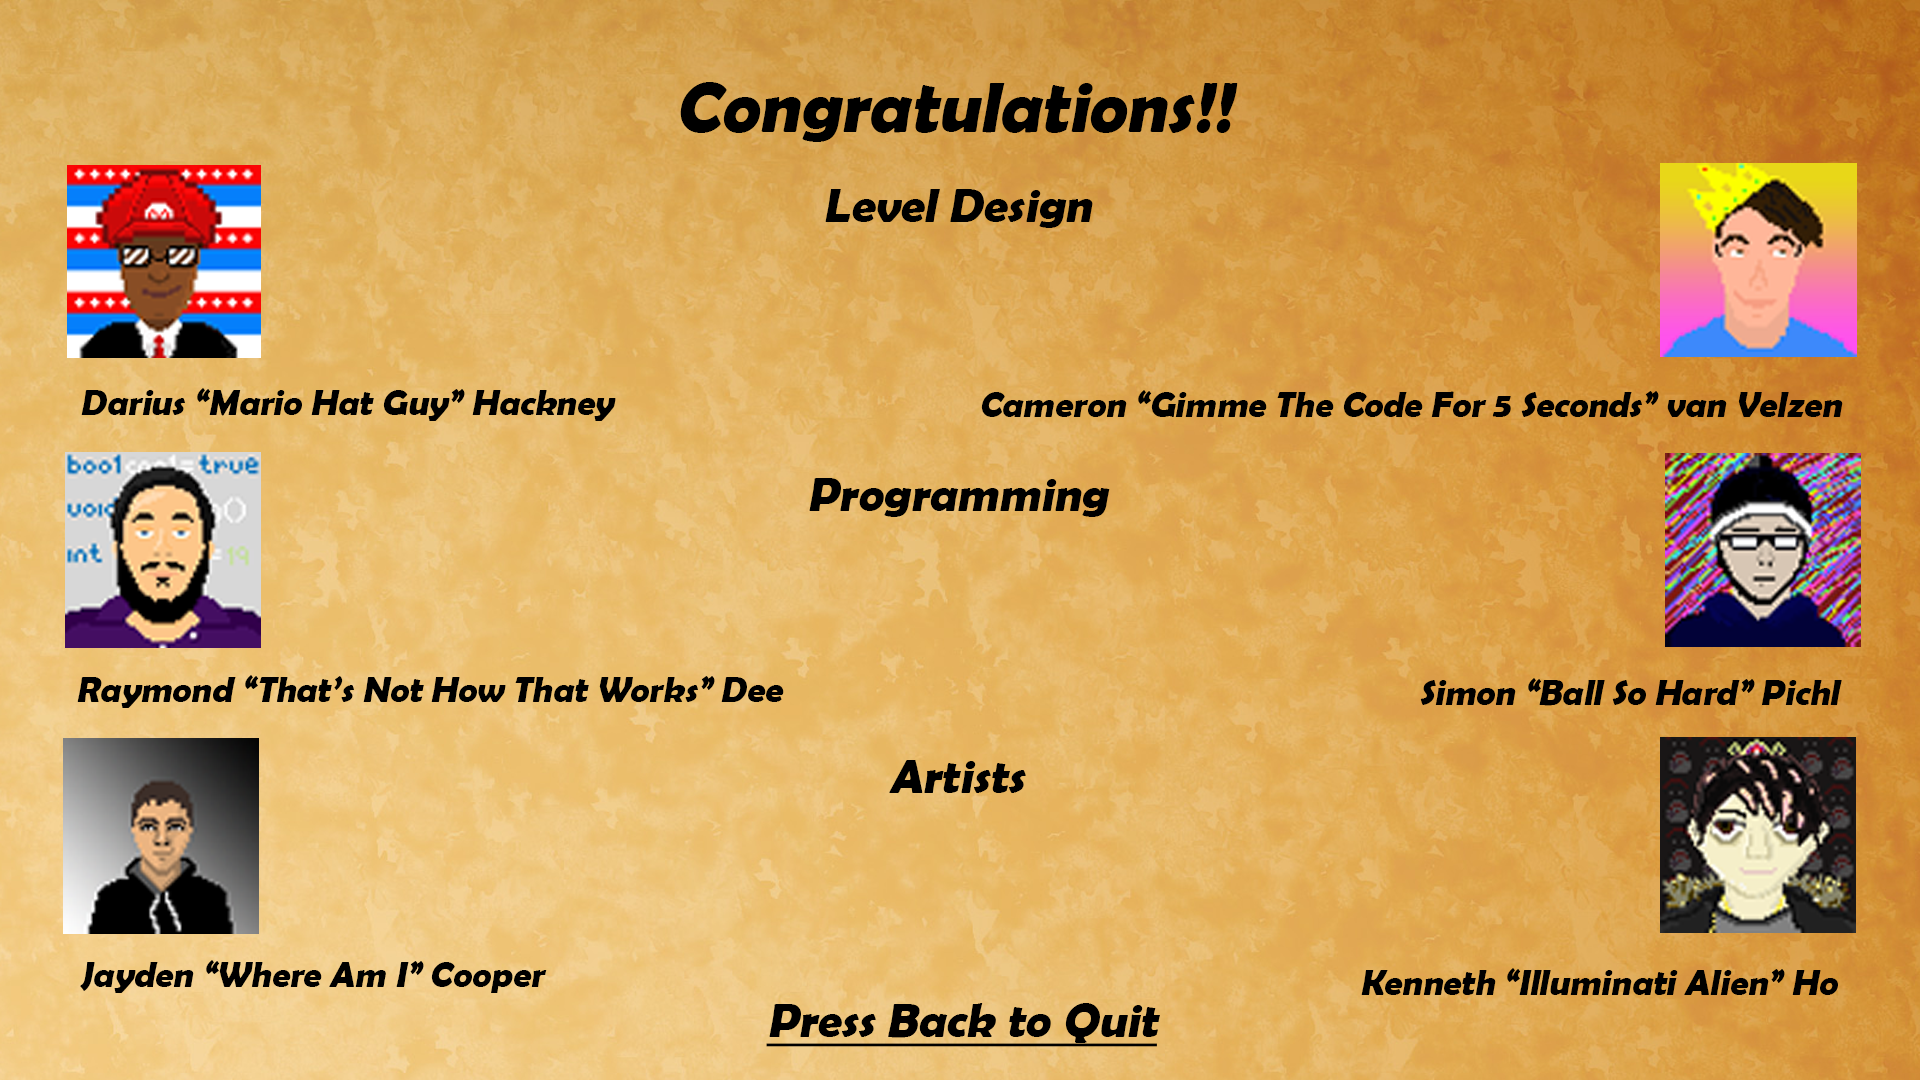 Congratulations!!
Level Design
Darius “Mario Hat Guy” Hackney
Cameron “Gimme The Code For 5 Seconds” van Velzen
bool = true
void ()
int = 19
Programming
Raymond “That’s Not How That Works” Dee
Simon “Ball So Hard” Pichl
Artists
Jayden “Where Am I” Cooper
Kenneth “Illuminati Alien” Ho
Press Back to Quit